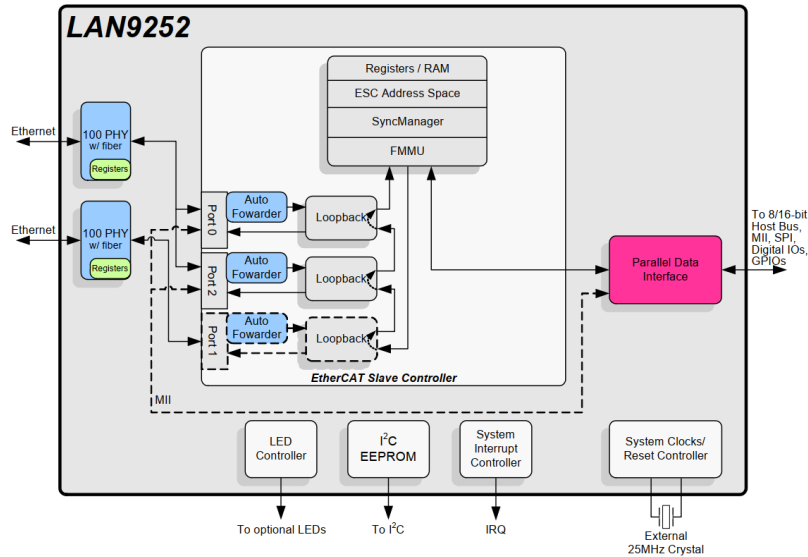 LAN9252
Registers / RAM
ESC Address Space
SyncManager
FMMU
Ethernet
100 PHY
w/ fiber
Registers
Ethernet
100 PHY
w/ fiber
Registers
Port 0
Auto
Fowarder
Loopback
Port 2
Auto
Fowarder
Loopback
Port 1
Auto
Fowarder
Loopback
EtherCAT Slave Controller
MII
Parallel Data
Interface
To 8/16-bit
Host Bus,
MII, SPI,
Digital IOs,
GPIOs
LED
Controller
I²C
EEPROM
System
Interrupt
Controller
System Clocks/
Reset Controller
To optional LEDs
To I²C
IRQ
External
25MHz Crystal